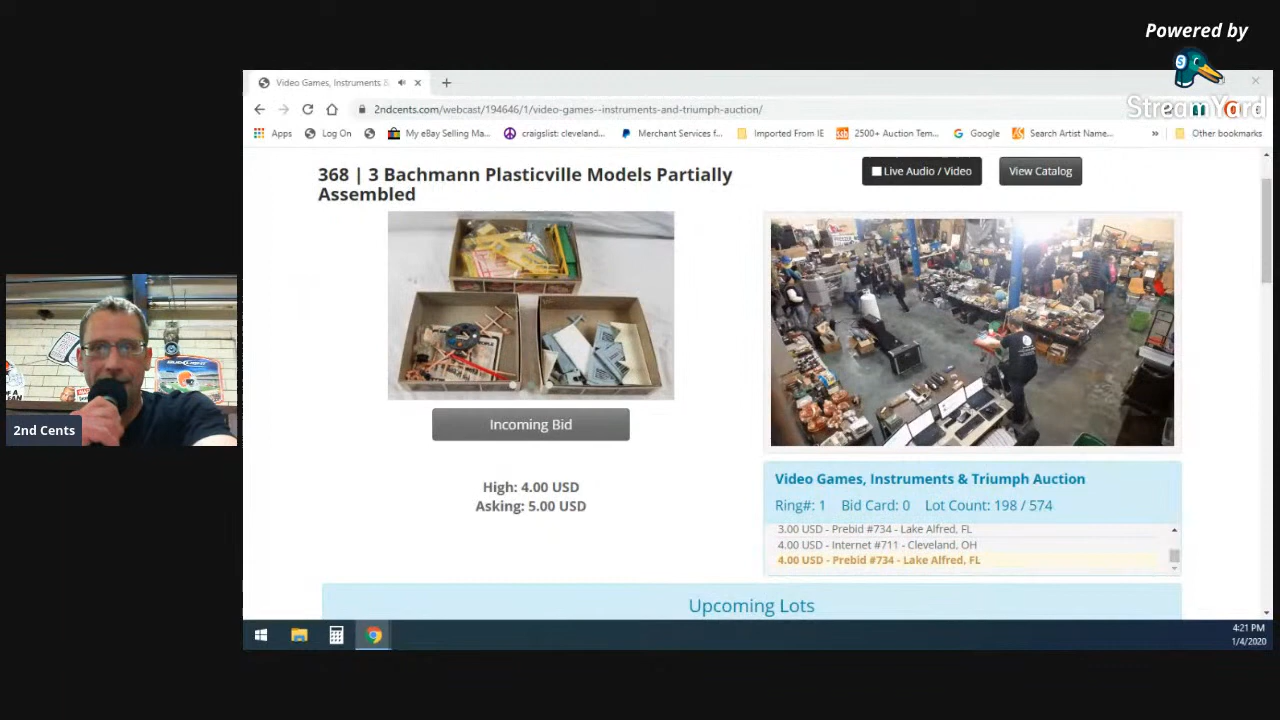 Powered by
StreamYard
Video Games, Instruments &
2ndcents.com/webcast/194646/1/video-games--instruments-and-triumph-auction/
Apps
Log On
My eBay Selling Ma...
craigslist: cleveland...
Merchant Services f...
Imported From IE
2500+ Auction Tem...
Google
Search Artist Name...
»
Other bookmarks
368 | 3 Bachmann Plasticville Models Partially
Assembled
Live Audio / Video
View Catalog
Incoming Bid
High: 4.00 USD
Asking: 5.00 USD
Video Games, Instruments & Triumph Auction
Ring#: 1 Bid Card: 0 Lot Count: 198 / 574
3.00 USD - Prebid #734 - Lake Alfred, FL
4.00 USD - Internet #711 - Cleveland, OH
4.00 USD - Prebid #734 - Lake Alfred, FL
Upcoming Lots
2nd Cents
4:21 PM
1/4/2020